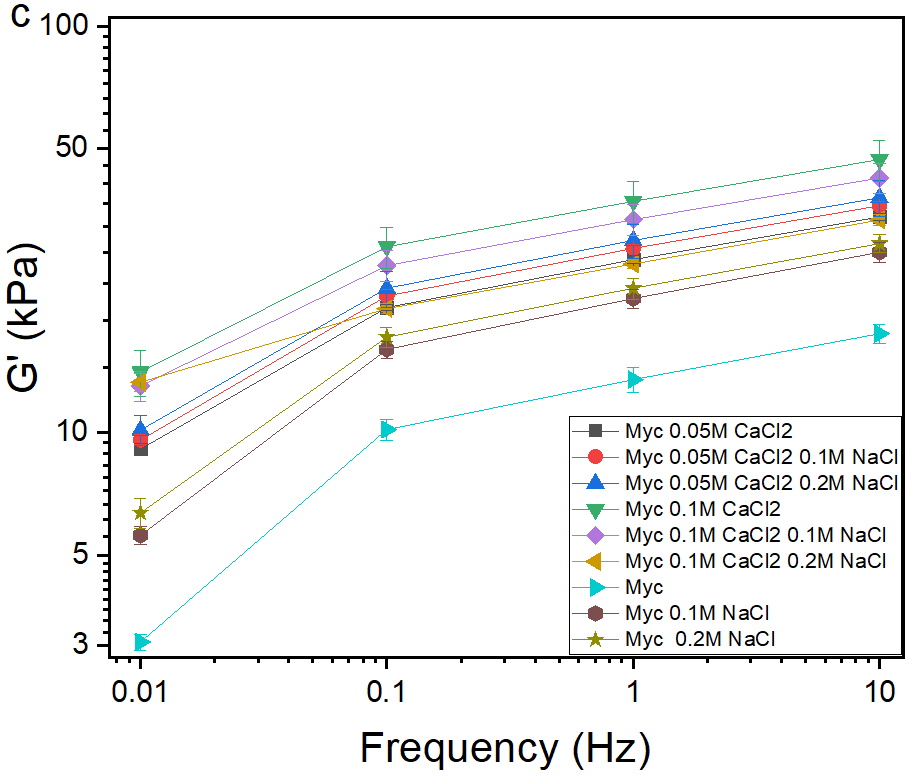 c
100
50
10
5
3
G' (kPa)
Myc 0.05M CaCl2
Myc 0.05M CaCl2 0.1M NaCl
Myc 0.05M CaCl2 0.2M NaCl
Myc 0.1M CaCl2
Myc 0.1M CaCl2 0.1M NaCl
Myc 0.1M CaCl2 0.2M NaCl
Myc
Myc 0.1M NaCl
Myc  0.2M NaCl
0.01 0.1 1 10
Frequency (Hz)